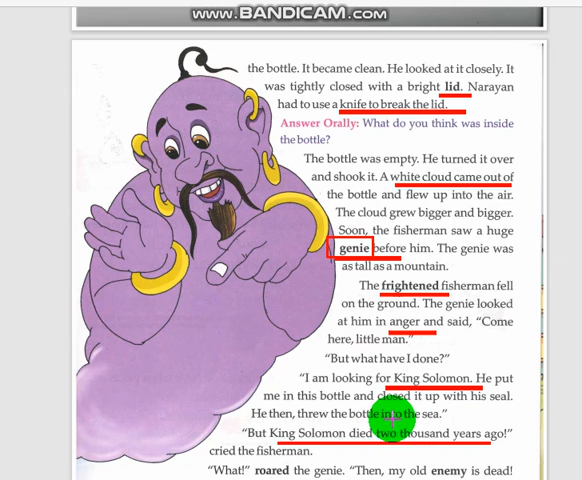 www.BANDICAM.com
the bottle. It became clean. He looked at it closely. It
was tightly closed with a bright lid. Narayan
had to use a knife to break the lid.
Answer Orally: What do you think was inside
the bottle?
The bottle was empty. He turned it over
and shook it. A white cloud came out of
the bottle and flew up into the air.
The cloud grew bigger and bigger.
Soon, the fisherman saw a huge
genie before him. The genie was
as tall as a mountain.
The frightened fisherman fell
on the ground. The genie looked
at him in anger and said, “Come
here, little man.”
“But what have I done?”
“I am looking for King Solomon. He put
me in this bottle and closed it up with his seal.
He then, threw the bottle into the sea.”
“But King Solomon died two thousand years ago!”
cried the fisherman.
“What!” roared the genie. “Then, my old enemy is dead!